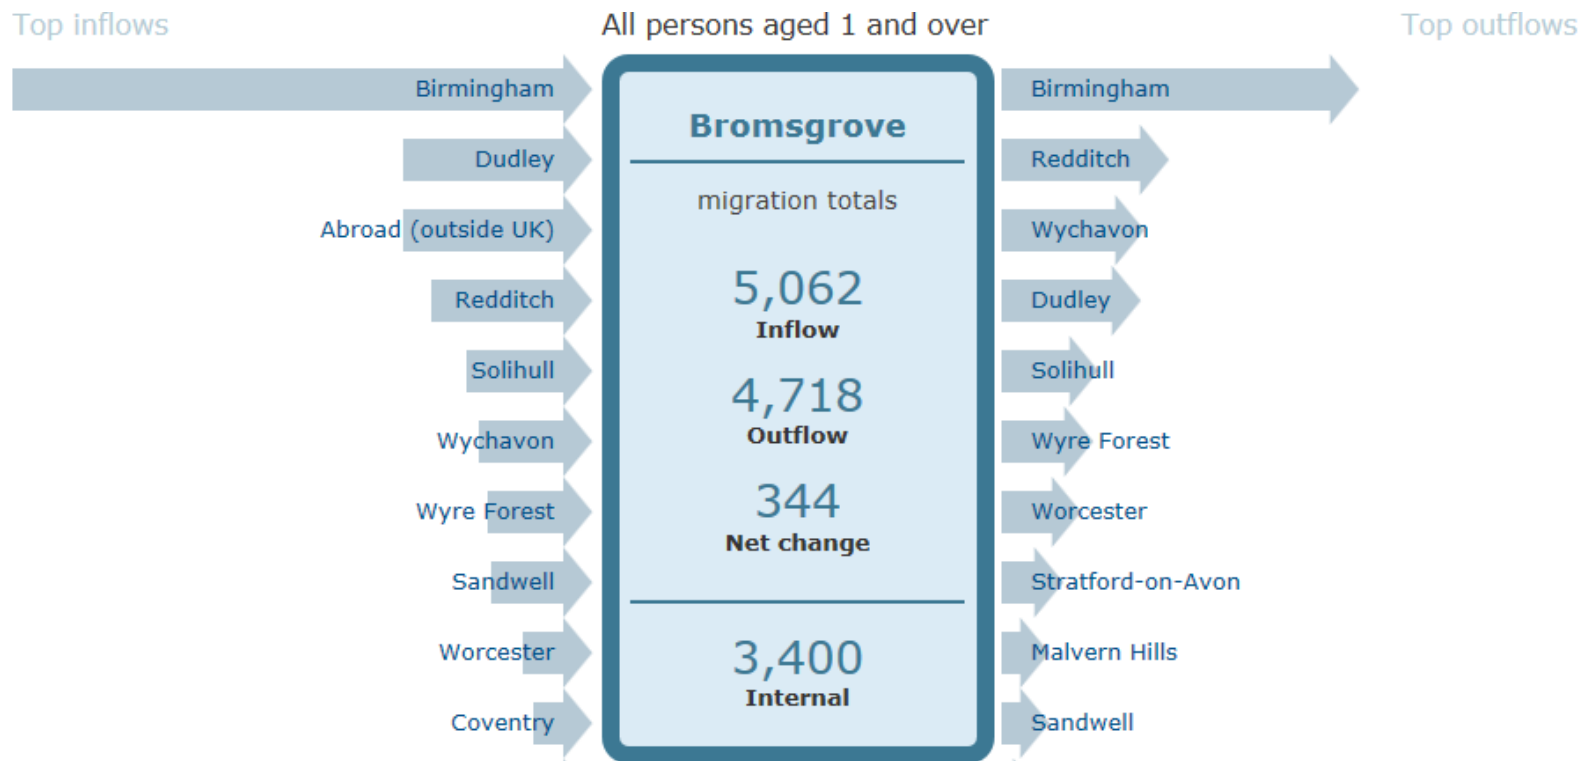 Top inflows
All persons aged 1 and over
Top outflows
Birmingham
Dudley
Abroad (outside UK)
Redditch
Solihull
Wychavon
Wyre Forest
Sandwell
Worcester
Coventry
Bromsgrove
migration totals
5,062
Inflow
4,718
Outflow
344
Net change
3,400
Internal
Birmingham
Redditch
Wychavon
Dudley
Solihull
Wyre Forest
Worcester
Stratford-on-Avon
Malvern Hills
Sandwell